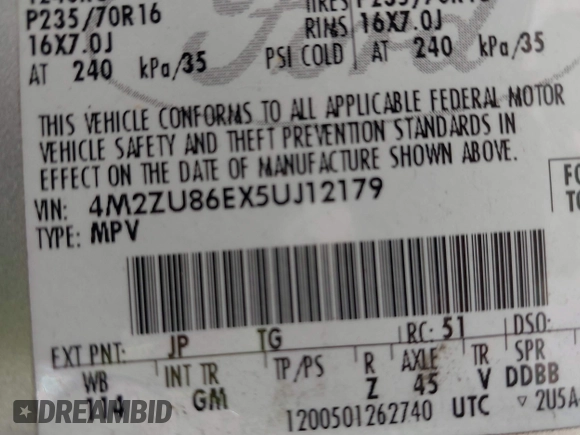 P235/70R16
16X7.0J
AT 240 kPa/35
RIMS 16X7.0J
PSI COLD AT 240 kPa/35
THIS VEHICLE CONFORMS TO ALL APPLICABLE FEDERAL MOTOR
VEHICLE SAFETY AND THEFT PREVENTION STANDARDS IN
EFFECT ON THE DATE OF MANUFACTURE SHOWN ABOVE.
VIN: 4M2ZU86EX5UJ12179
TYPE: MPV
EXT PNT: JP TG RC: 51 DSO:
WB INT TR TP/PS R AXLE TR SPR
114 GM Z 45 V DDBB
1200501262740 UTC ▽ 2U5A
DREAMBID